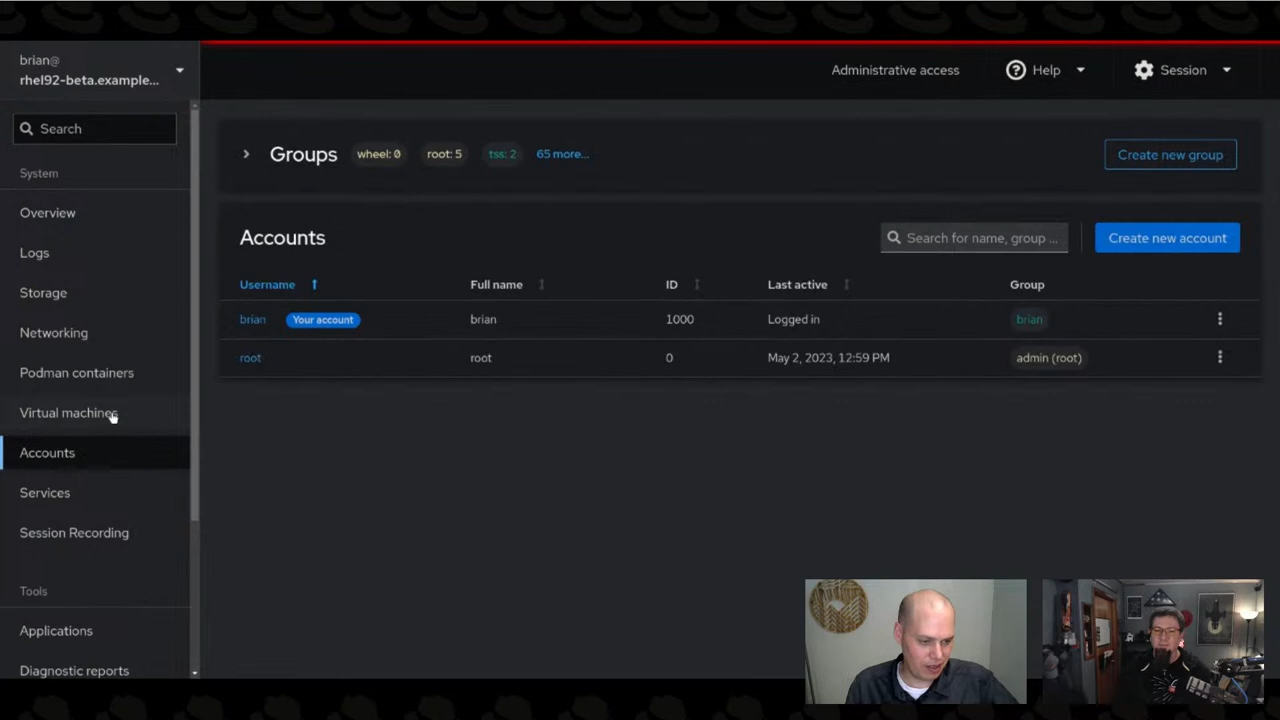 brian@
rhel92-beta.example...
Administrative access
Help
Session
Search
System
Overview
Logs
Storage
Networking
Podman containers
Virtual machines
Accounts
Services
Session Recording
Tools
Applications
Diagnostic reports
Groups wheel: 0 root: 5 tss: 2 65 more...
Create new group
Accounts
Search for name, group ...
Create new account
Username Full name ID Last active Group
brian Your account brian 1000 Logged in brian
root root 0 May 2, 2023, 12:59 PM admin (root)